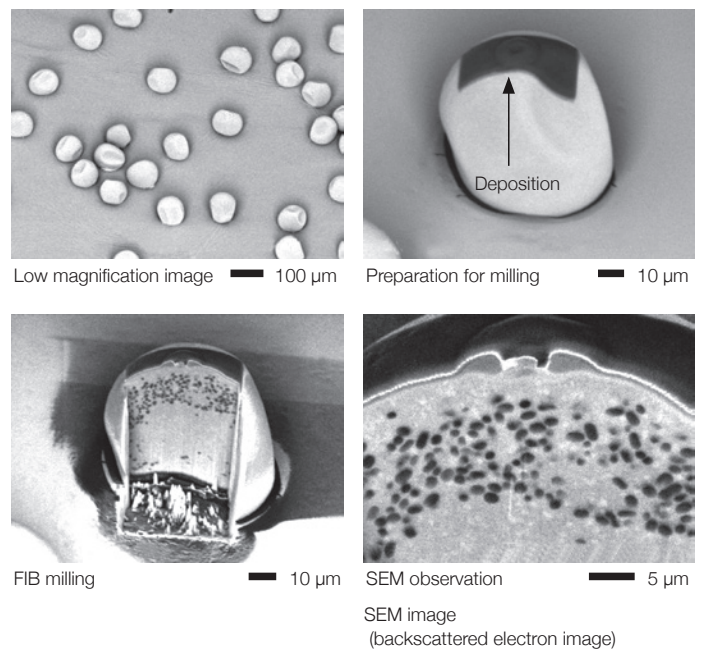 Low magnification image 100 µm
Deposition
Preparation for milling 10 µm
FIB milling 10 µm
SEM observation 5 µm
SEM image
(backscattered electron image)